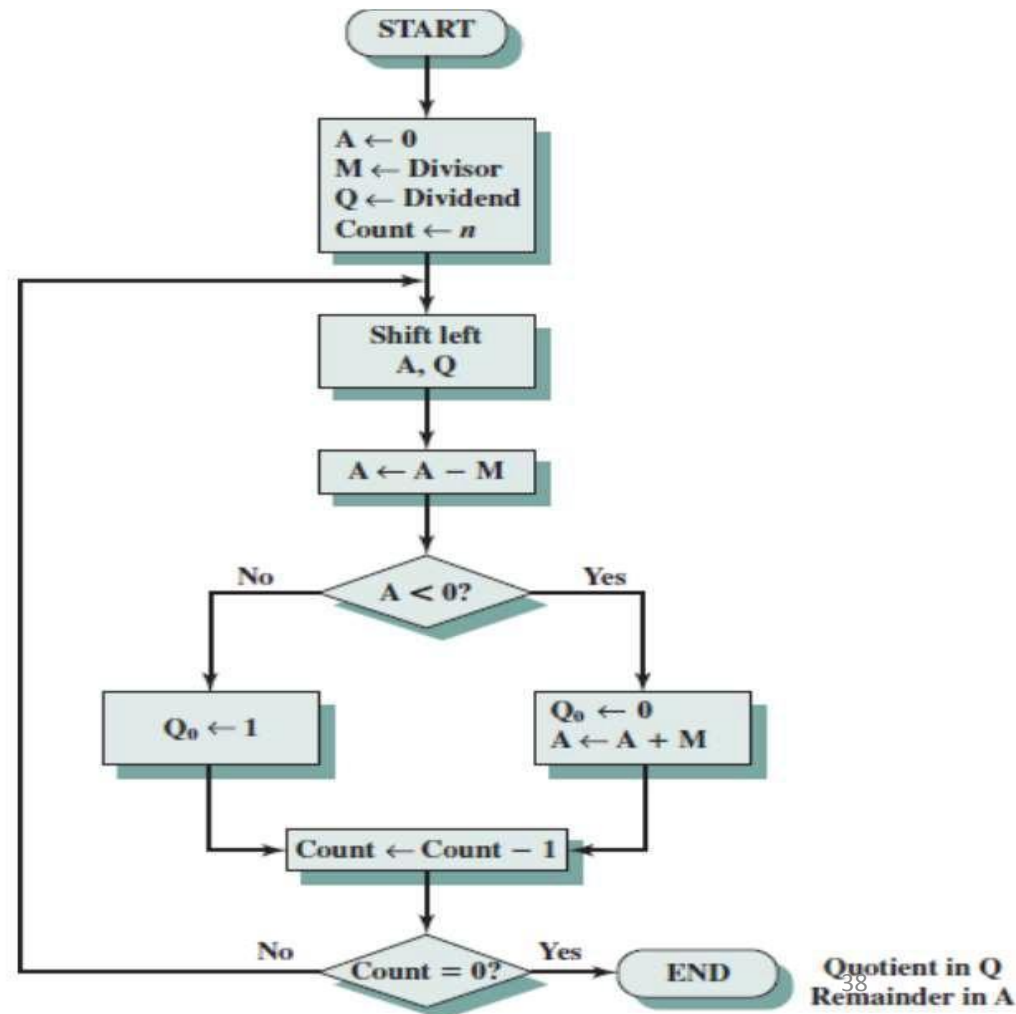 START
A ← 0
M ← Divisor
Q ← Dividend
Count ← n
Shift left
A, Q
A ← A − M
No
A < 0?
Yes
Q₀ ← 1
Q₀ ← 0
A ← A + M
Count ← Count − 1
No
Count = 0?
Yes
END
Quotient in Q
38
Remainder in A